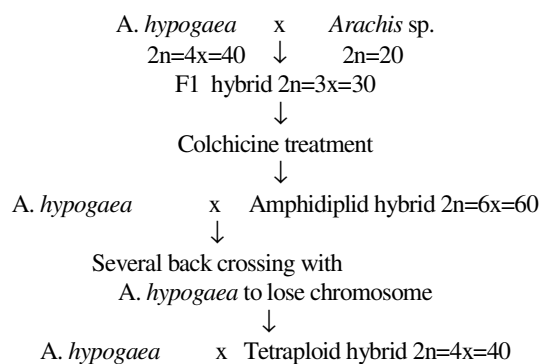 A. hypogaea x Arachis sp.
2n=4x=40 ↓ 2n=20
F1 hybrid 2n=3x=30
↓
Colchicine treatment
↓
A. hypogaea x Amphidiplid hybrid 2n=6x=60
↓
Several back crossing with
A. hypogaea to lose chromosome
↓
A. hypogaea x Tetraploid hybrid 2n=4x=40